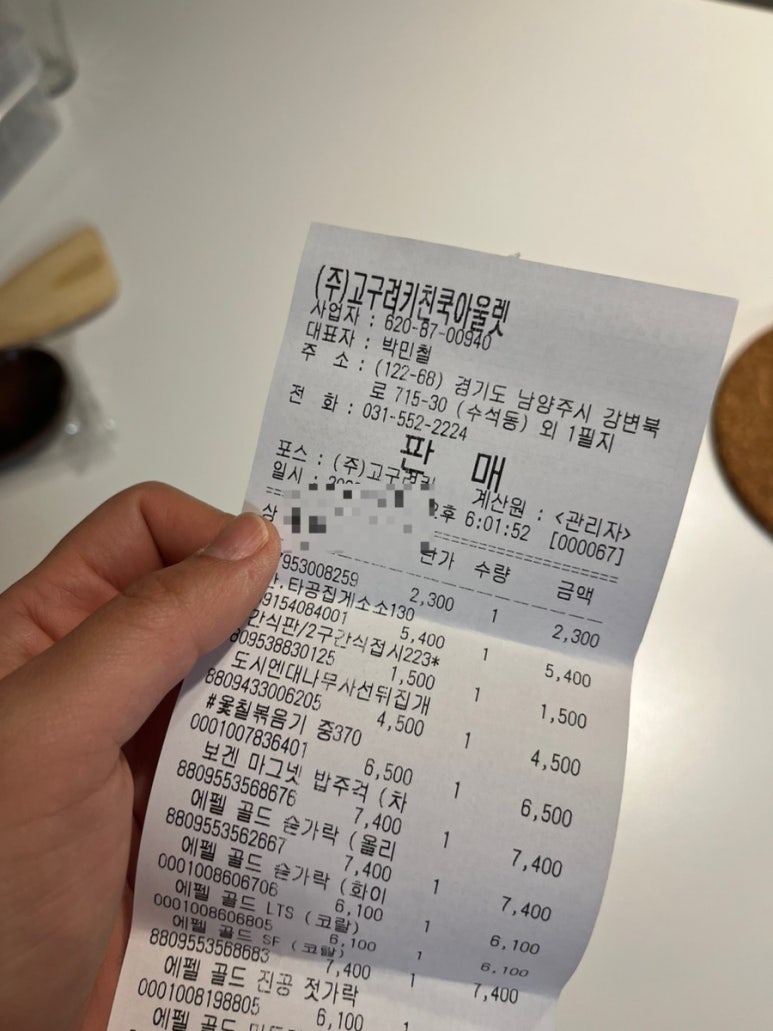 (주)고구려키친쿡아울렛
사업자 : 620-87-00940
대표자 : 박민철
주 소 : (122-68) 경기도 남양주시 강변북
로 715-30 (수석동) 외 1필지
전 화 : 031-552-2224
판 매
포스 : (주)고구려 계산원 : <관리자>
일시 : 6:01:52 [000067]
단가 수량 금액
953008259
2,300 1 2,300
타공집게소소130
9154084001
5,400 1 5,400
간식판/2구간식접시223*
809538830125
1,500 1 1,500
도시엔대나무사선뒤집개
8809433006205
4,500 1 4,500
#옻칠볶음기 중370
0001007836401
6,500 1 6,500
보겐 마그넷 밥주걱 (차
8809553568676
7,400 1 7,400
에펠 골드 숟가락 (올리
8809553562667
7,400 1 7,400
에펠 골드 숟가락 (화이
0001008606706
6,100 1 6,100
에펠 골드 LTS (코랄)
0001008606805
6,100 1 6,100
에펠 골드 SF (코랄)
8809553568683
7,400 1 7,400
에펠 골드 진공 젓가락
0001008198805
6,100 1
에펠 골드